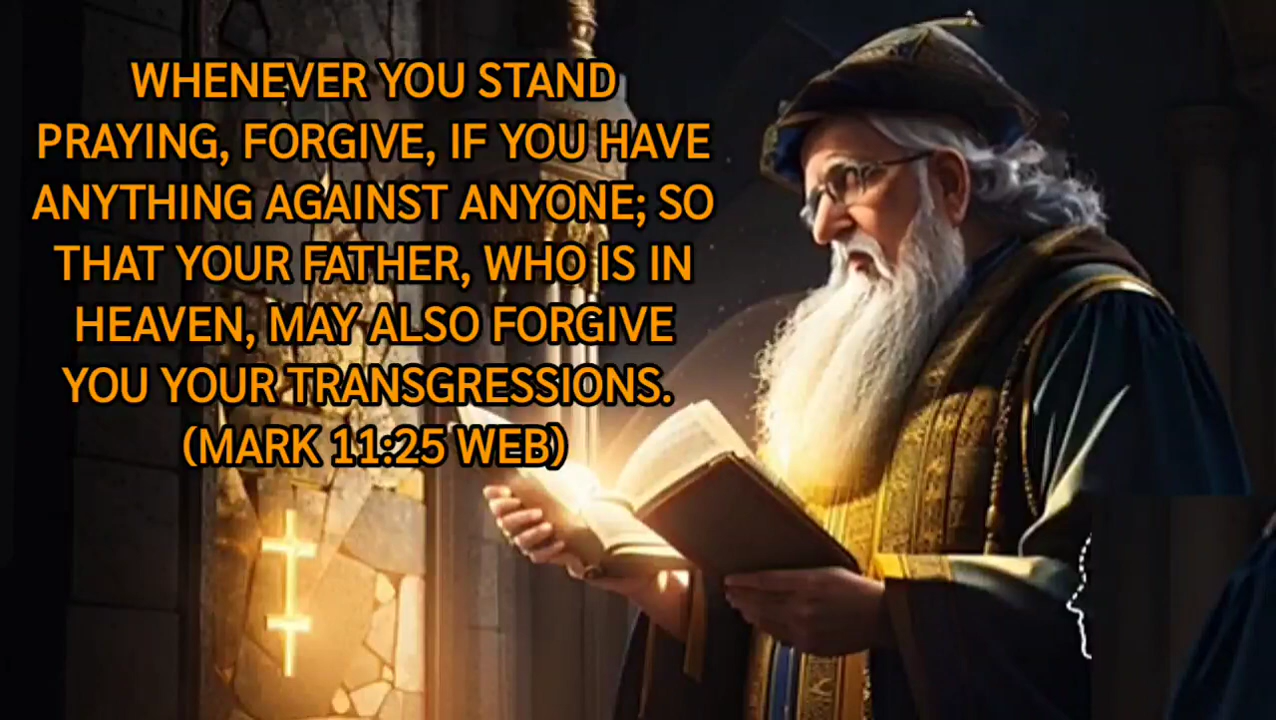 WHENEVER YOU STAND
PRAYING, FORGIVE, IF YOU HAVE
ANYTHING AGAINST ANYONE; SO
THAT YOUR FATHER, WHO IS IN
HEAVEN, MAY ALSO FORGIVE
YOU YOUR TRANSGRESSIONS.
(MARK 11:25 WEB)